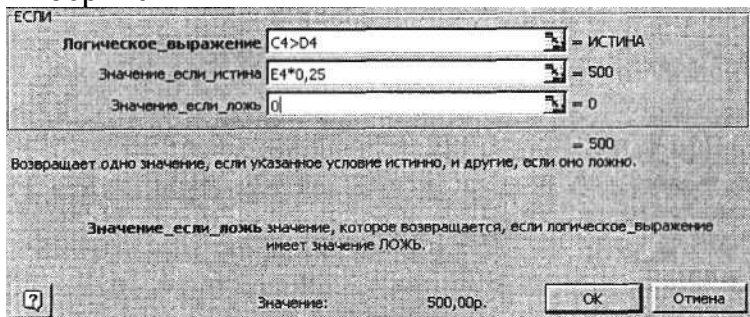 ЕСЛИ
Логическое_выражение C4>D4 = ИСТИНА
Значение_если_истина E4*0,25 = 500
Значение_если_ложь 0 = 0
= 500
Возвращает одно значение, если указанное условие истинно, и другие, если оно ложно.
Значение_если_ложь значение, которое возвращается, если логическое_выражение
имеет значение ЛОЖЬ.
Значение: 500,00р. OK Отмена